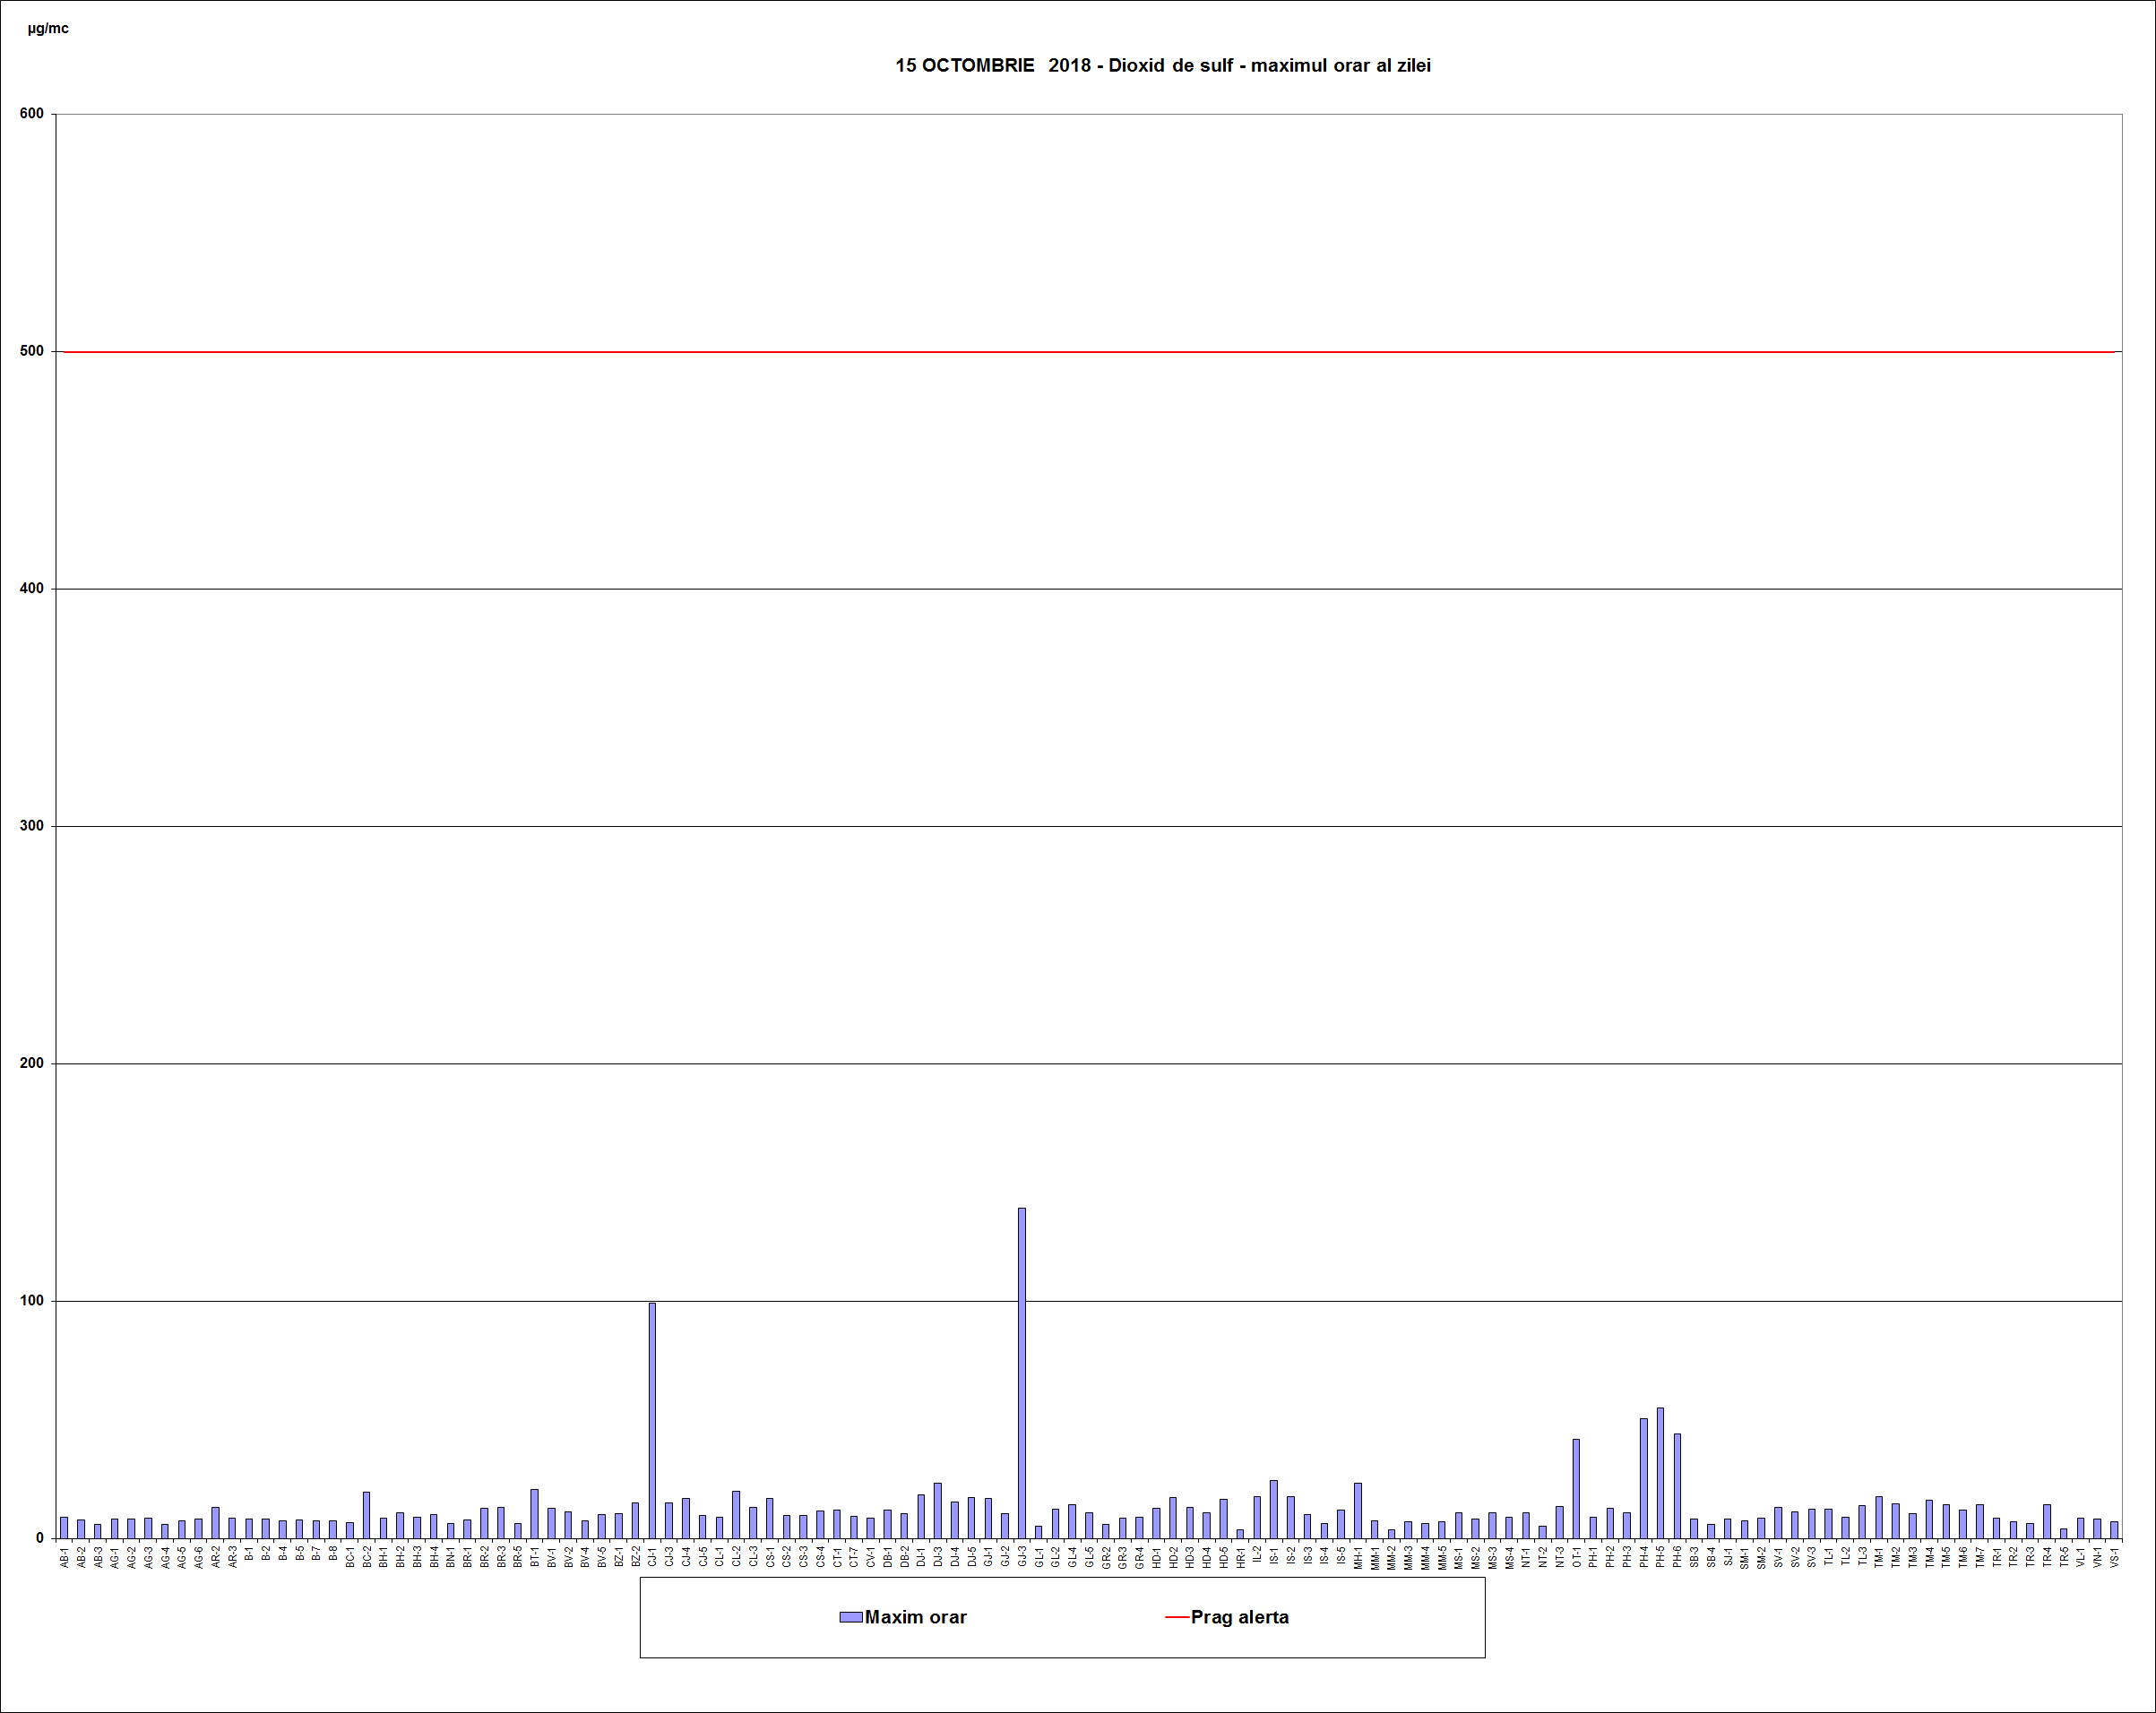 µg/mc
15 OCTOMBRIE 2018 - Dioxid de sulf - maximul orar al zilei
600
500
400
300
200
100
0
AB-1 AB-2 AB-3 AG-1 AG-2 AG-3 AG-4 AG-5 AG-6 AR-2 AR-3 B-1 B-2 B-4 B-5 B-7 B-8 BC-1 BC-2 BH-1 BH-2 BH-3 BH-4 BN-1 BR-1 BR-2 BR-3 BR-5 BT-1 BV-1 BV-2 BV-4 BV-5 BZ-1 BZ-2 CJ-1 CJ-3 CJ-4 CJ-5 CL-1 CL-2 CL-3 CS-1 CS-2 CS-3 CS-4 CT-1 CT-7 CV-1 DB-1 DB-2 DJ-1 DJ-3 DJ-4 DJ-5 GJ-1 GJ-2 GJ-3 GL-1 GL-2 GL-4 GL-5 GR-2 GR-3 GR-4 HD-1 HD-2 HD-3 HD-4 HD-5 HR-1 IL-2 IS-1 IS-2 IS-3 IS-4 IS-5 MH-1 MM-1 MM-2 MM-3 MM-4 MM-5 MS-1 MS-2 MS-3 MS-4 NT-1 NT-2 NT-3 OT-1 PH-1 PH-2 PH-3 PH-4 PH-5 PH-6 SB-3 SB-4 SJ-1 SM-1 SM-2 SV-1 SV-2 SV-3 TL-1 TL-2 TL-3 TM-1 TM-2 TM-3 TM-4 TM-5 TM-6 TM-7 TR-1 TR-2 TR-3 TR-4 TR-5 VL-1 VN-1 VS-1
Maxim orar Prag alerta